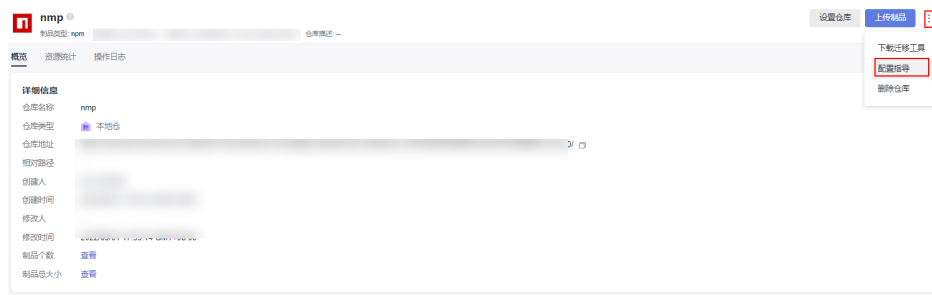 nmp
设置仓库
上传制品
制品类型: npm
仓库描述: --
下载迁移工具
配置指导
删除仓库
概览
资源统计
操作日志
详细信息
仓库名称 nmp
仓库类型 本地仓
仓库地址 0/
相对路径
创建人
创建时间
修改人
修改时间
制品个数 查看
制品总大小 查看